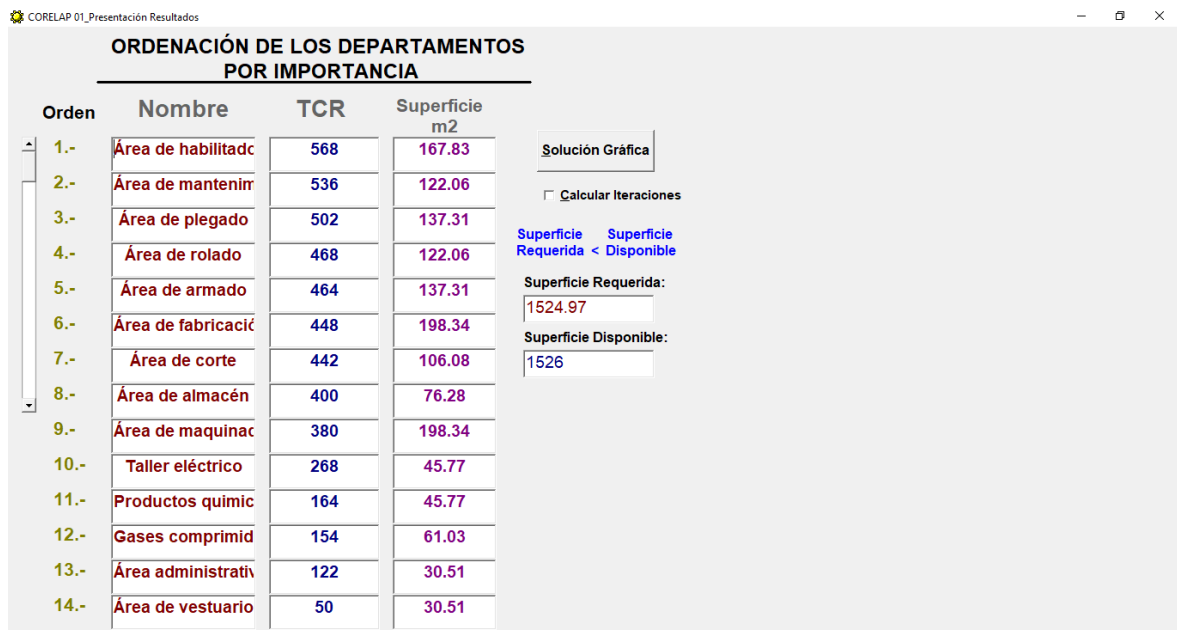 CORELAP 01_Presentación Resultados
ORDENACIÓN DE LOS DEPARTAMENTOS
POR IMPORTANCIA
Orden Nombre TCR Superficie m2
1.- Área de habilitado 568 167.83
2.- Área de mantenim 536 122.06
3.- Área de plegado 502 137.31
4.- Área de rolado 468 122.06
5.- Área de armado 464 137.31
6.- Área de fabricació 448 198.34
7.- Área de corte 442 106.08
8.- Área de almacén 400 76.28
9.- Área de maquinac 380 198.34
10.- Taller eléctrico 268 45.77
11.- Productos quimic 164 45.77
12.- Gases comprimid 154 61.03
13.- Área administrativ 122 30.51
14.- Área de vestuario 50 30.51
Solución Gráfica
Calcular Iteraciones
Superficie Superficie
Requerida < Disponible
Superficie Requerida:
1524.97
Superficie Disponible:
1526